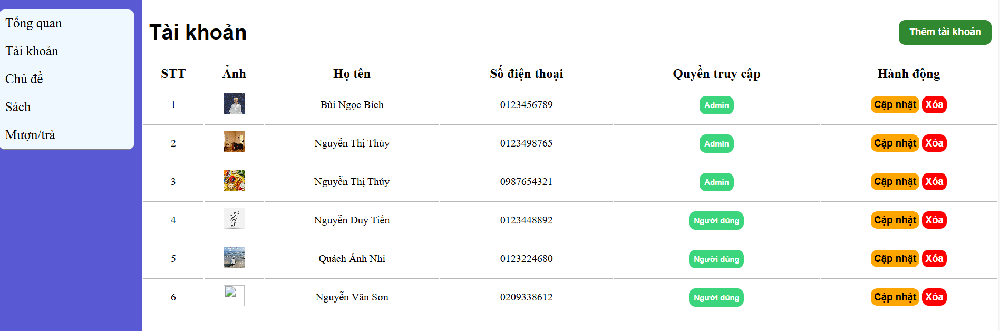 Tổng quan
Tài khoản
Chủ đề
Sách
Mượn/trả
Tài khoản
Thêm tài khoản
STT Ảnh Họ tên Số điện thoại Quyền truy cập Hành động
1 Bùi Ngọc Bích 0123456789 Admin Cập nhật Xóa
2 Nguyễn Thị Thúy 0123498765 Admin Cập nhật Xóa
3 Nguyễn Thị Thúy 0987654321 Admin Cập nhật Xóa
4 Nguyễn Duy Tiến 0123448892 Người dùng Cập nhật Xóa
5 Quách Ánh Nhi 0123224680 Người dùng Cập nhật Xóa
6 Nguyễn Văn Sơn 0209338612 Người dùng Cập nhật Xóa